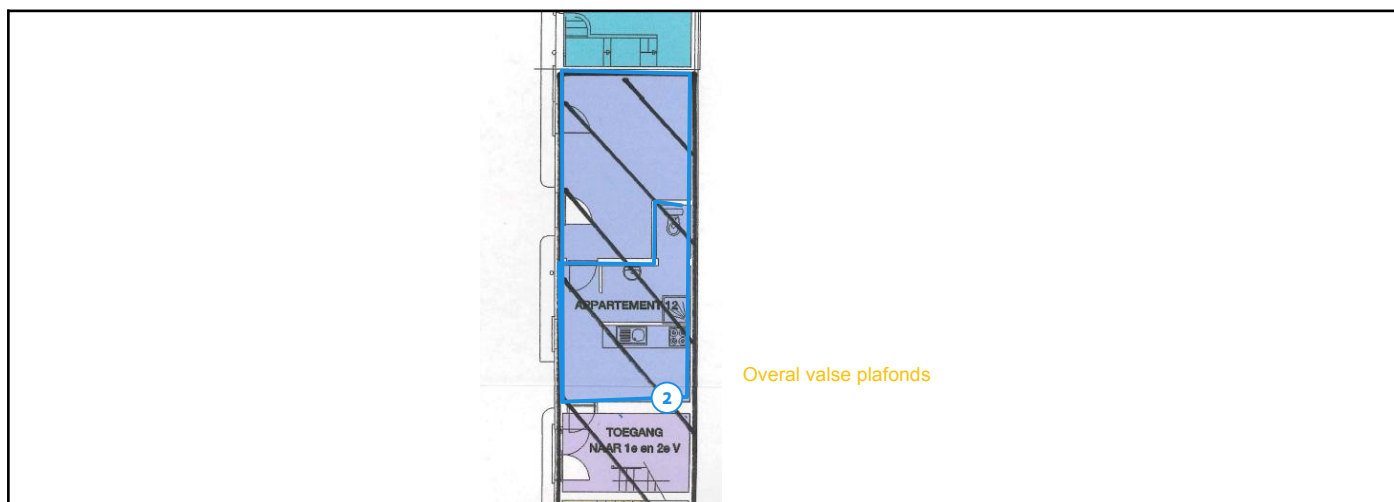 APPARTEMENT 12
Overal valse plafonds
2
TOEGANG
NAAR 1e en 2e V